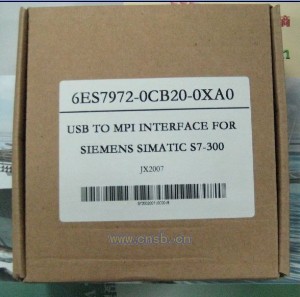 6ES7972-0CB20-0XA0
USB TO MPI INTERFACE FOR
SIEMENS SIMATIC S7-300
JX2007
www.cnsb.cn